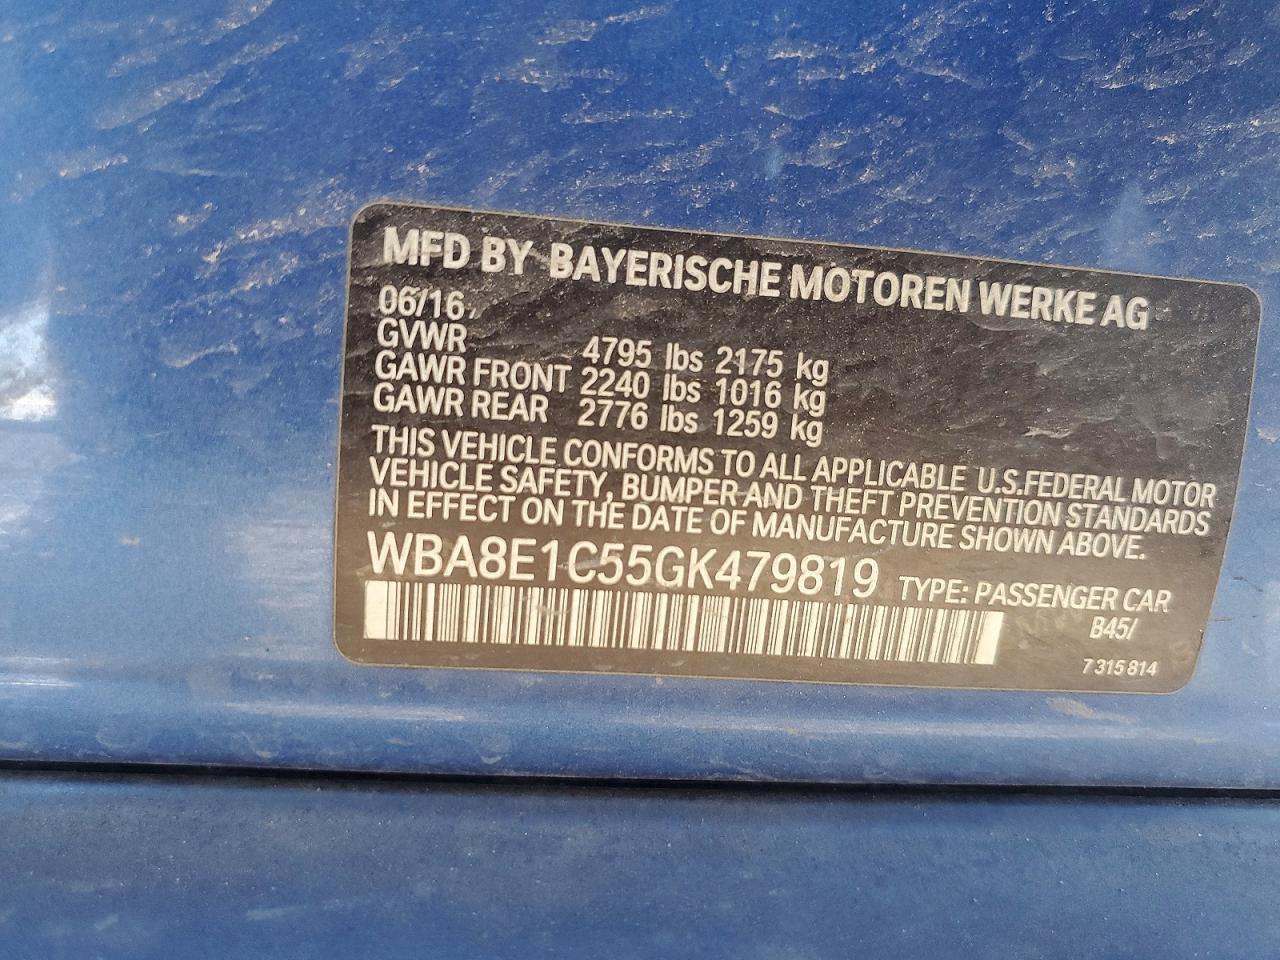 MFD BY BAYERISCHE MOTOREN WERKE AG
06/16
GVWR 4795 lbs 2175 kg
GAWR FRONT 2240 lbs 1016 kg
GAWR REAR 2776 lbs 1259 kg
THIS VEHICLE CONFORMS TO ALL APPLICABLE U.S.FEDERAL MOTOR
VEHICLE SAFETY, BUMPER AND THEFT PREVENTION STANDARDS
IN EFFECT ON THE DATE OF MANUFACTURE SHOWN ABOVE.
WBA8E1C55GK479819 TYPE: PASSENGER CAR
B45/
7 315 814